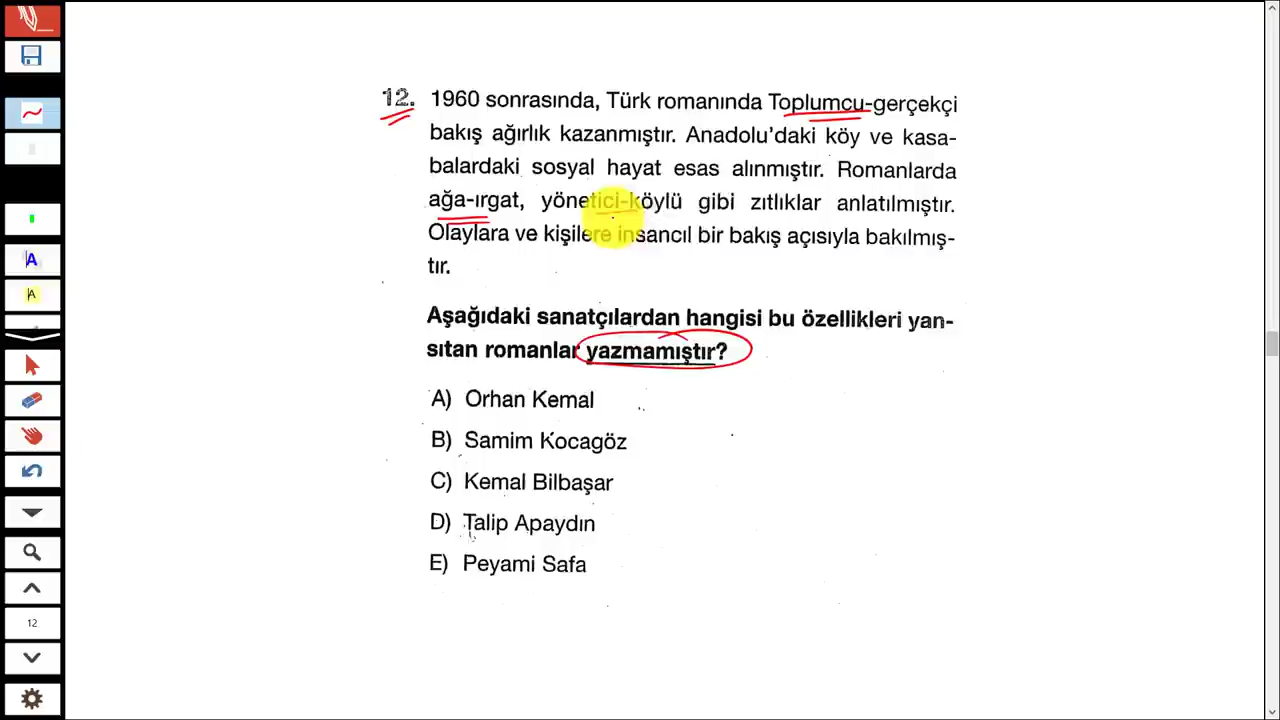 12. 1960 sonrasında, Türk romanında Toplumcu-gerçekçi
bakış ağırlık kazanmıştır. Anadolu'daki köy ve kasa-
balardaki sosyal hayat esas alınmıştır. Romanlarda
ağa-ırgat, yönetici-köylü gibi zıtlıklar anlatılmıştır.
Olaylara ve kişilere insancıl bir bakış açısıyla bakılmış-
tır.
Aşağıdaki sanatçılardan hangisi bu özellikleri yan-
sıtan romanlar yazmamıştır?
A) Orhan Kemal
B) Samim Kocagöz
C) Kemal Bilbaşar
D) Talip Apaydın
E) Peyami Safa
A
A
12